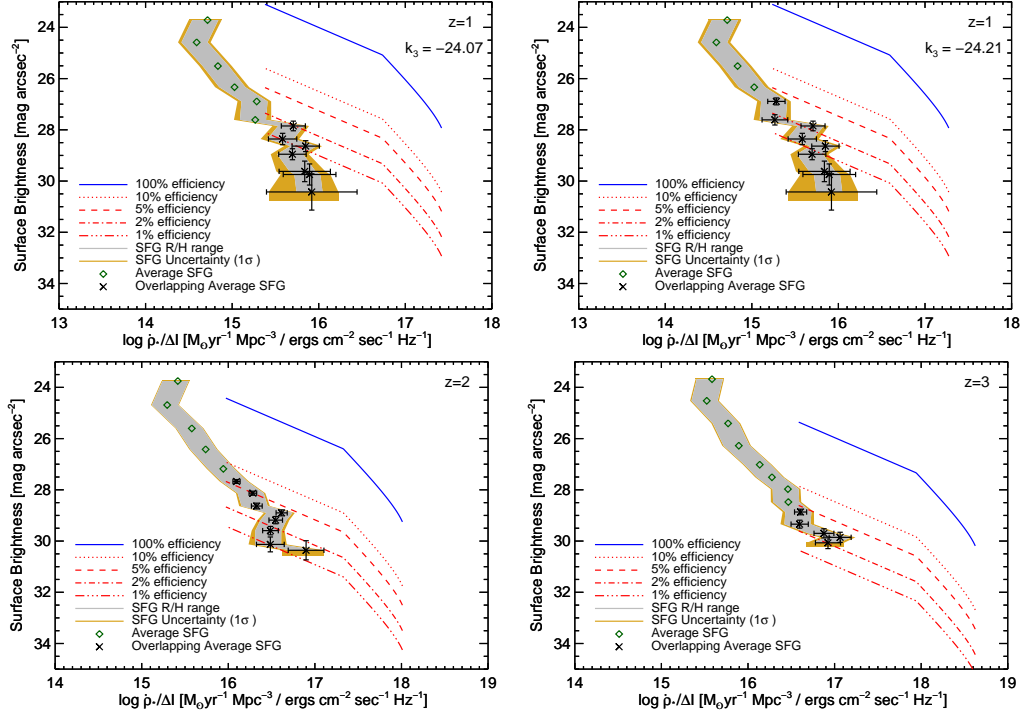 z=1
k₃ = −24.07
24
26
28
30
32
34
Surface Brightness [mag arcsec⁻²]
100% efficiency
10% efficiency
5% efficiency
2% efficiency
1% efficiency
SFG R/H range
SFG Uncertainty (1σ )
Average SFG
Overlapping Average SFG
13 14 15 16 17 18
log ρ̇*/ΔI [M⊙yr⁻¹ Mpc⁻³ / ergs cm⁻² sec⁻¹ Hz⁻¹]
z=1
k₃ = −24.21
24
26
28
30
32
34
Surface Brightness [mag arcsec⁻²]
100% efficiency
10% efficiency
5% efficiency
2% efficiency
1% efficiency
SFG R/H range
SFG Uncertainty (1σ )
Average SFG
Overlapping Average SFG
13 14 15 16 17 18
log ρ̇*/ΔI [M⊙yr⁻¹ Mpc⁻³ / ergs cm⁻² sec⁻¹ Hz⁻¹]
z=2
24
26
28
30
32
34
Surface Brightness [mag arcsec⁻²]
100% efficiency
10% efficiency
5% efficiency
2% efficiency
1% efficiency
SFG R/H range
SFG Uncertainty (1σ )
Average SFG
Overlapping Average SFG
14 15 16 17 18 19
log ρ̇*/ΔI [M⊙yr⁻¹ Mpc⁻³ / ergs cm⁻² sec⁻¹ Hz⁻¹]
z=3
24
26
28
30
32
34
Surface Brightness [mag arcsec⁻²]
100% efficiency
10% efficiency
5% efficiency
2% efficiency
1% efficiency
SFG R/H range
SFG Uncertainty (1σ )
Average SFG
Overlapping Average SFG
14 15 16 17 18 19
log ρ̇*/ΔI [M⊙yr⁻¹ Mpc⁻³ / ergs cm⁻² sec⁻¹ Hz⁻¹]